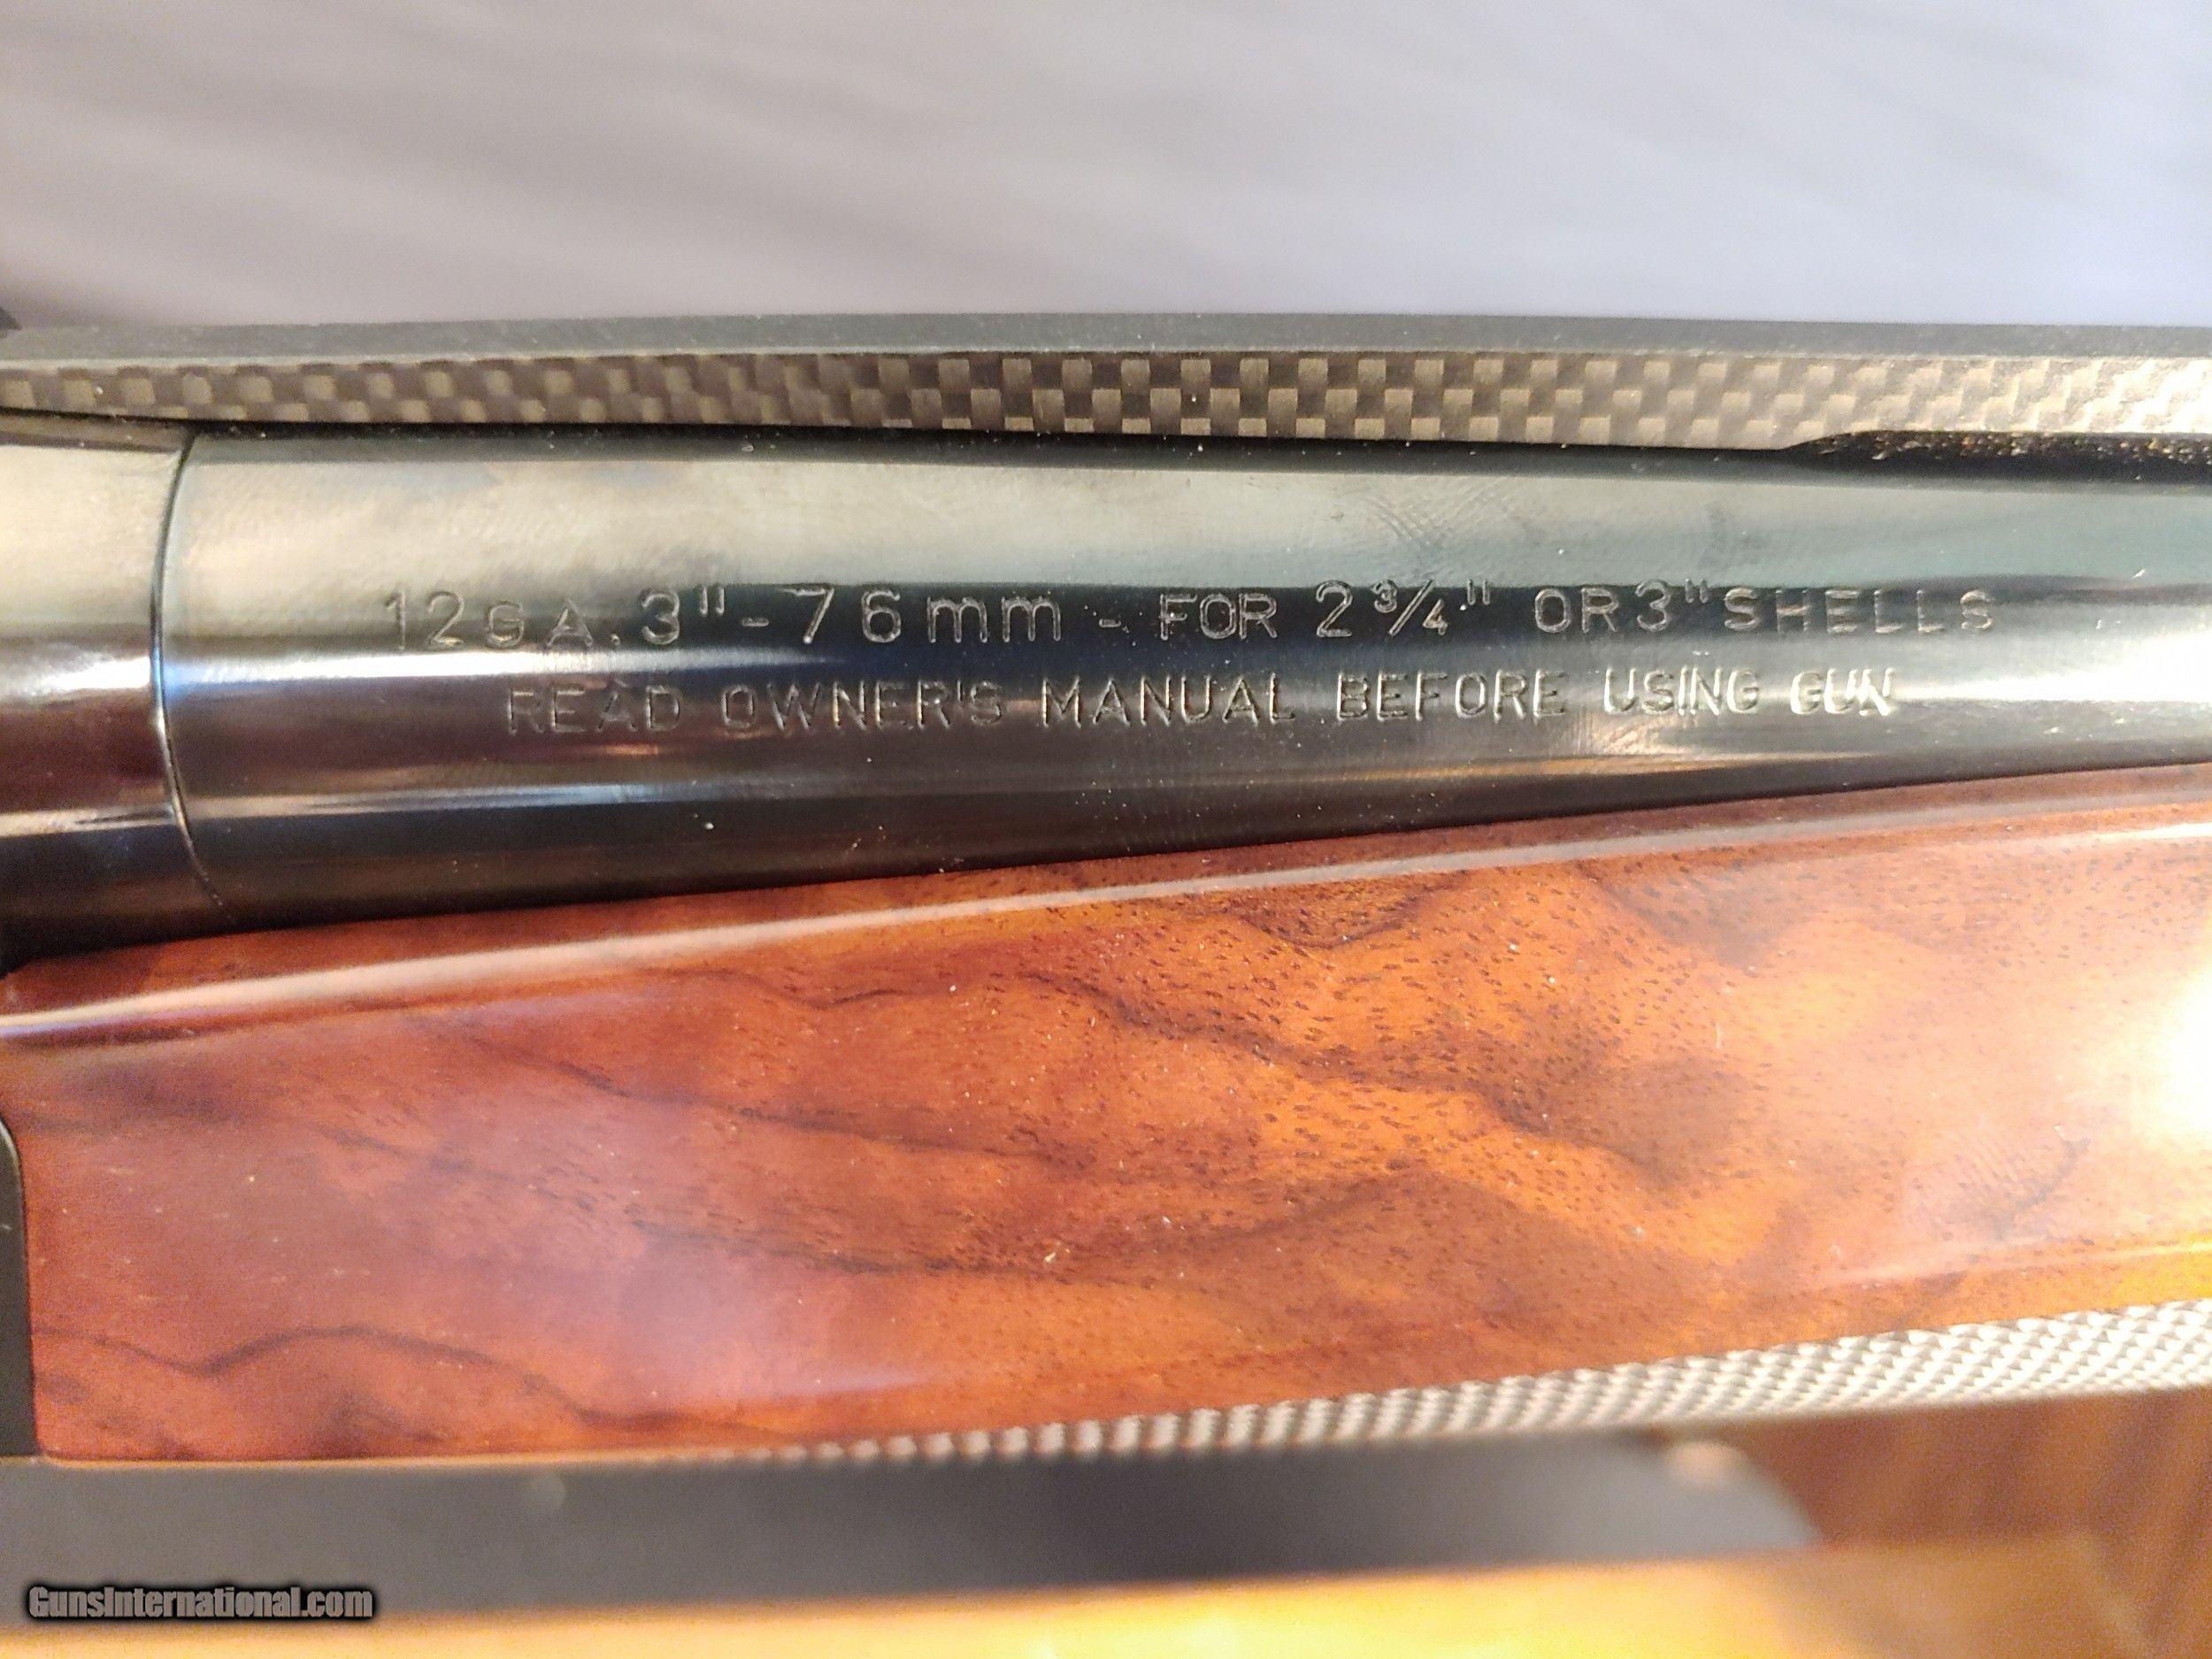 12GA. 3"-76mm - FOR 2 3/4" OR 3" SHELLS
READ OWNER'S MANUAL BEFORE USING GUN
GunsInternational.com